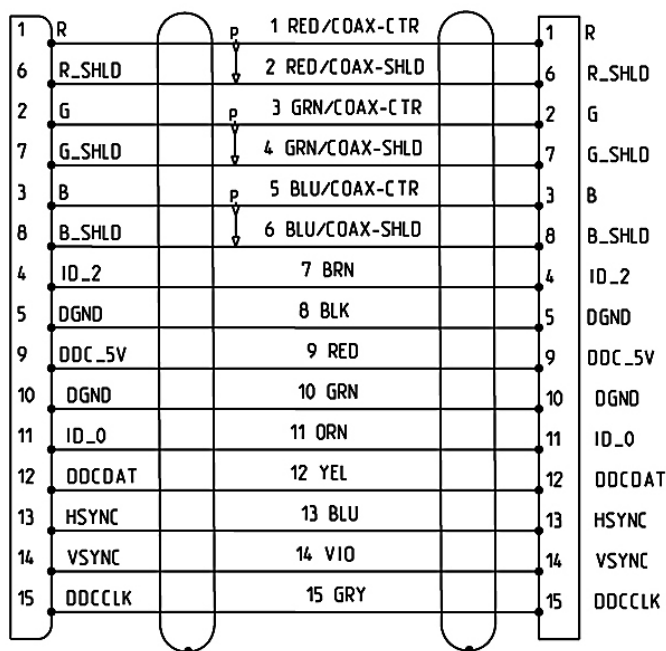 1 R 1 RED/COAX-CTR 1 R
P
6 R_SHLD 2 RED/COAX-SHLD 6 R_SHLD
2 G 3 GRN/COAX-CTR 2 G
P
7 G_SHLD 4 GRN/COAX-SHLD 7 G_SHLD
3 B 5 BLU/COAX-CTR 3 B
P
8 B_SHLD 6 BLU/COAX-SHLD 8 B_SHLD
4 ID_2 7 BRN 4 ID_2
5 DGND 8 BLK 5 DGND
9 DDC_5V 9 RED 9 DDC_5V
10 DGND 10 GRN 10 DGND
11 ID_0 11 ORN 11 ID_0
12 DDCDAT 12 YEL 12 DDCDAT
13 HSYNC 13 BLU 13 HSYNC
14 VSYNC 14 VIO 14 VSYNC
15 DDCCLK 15 GRY 15 DDCCLK